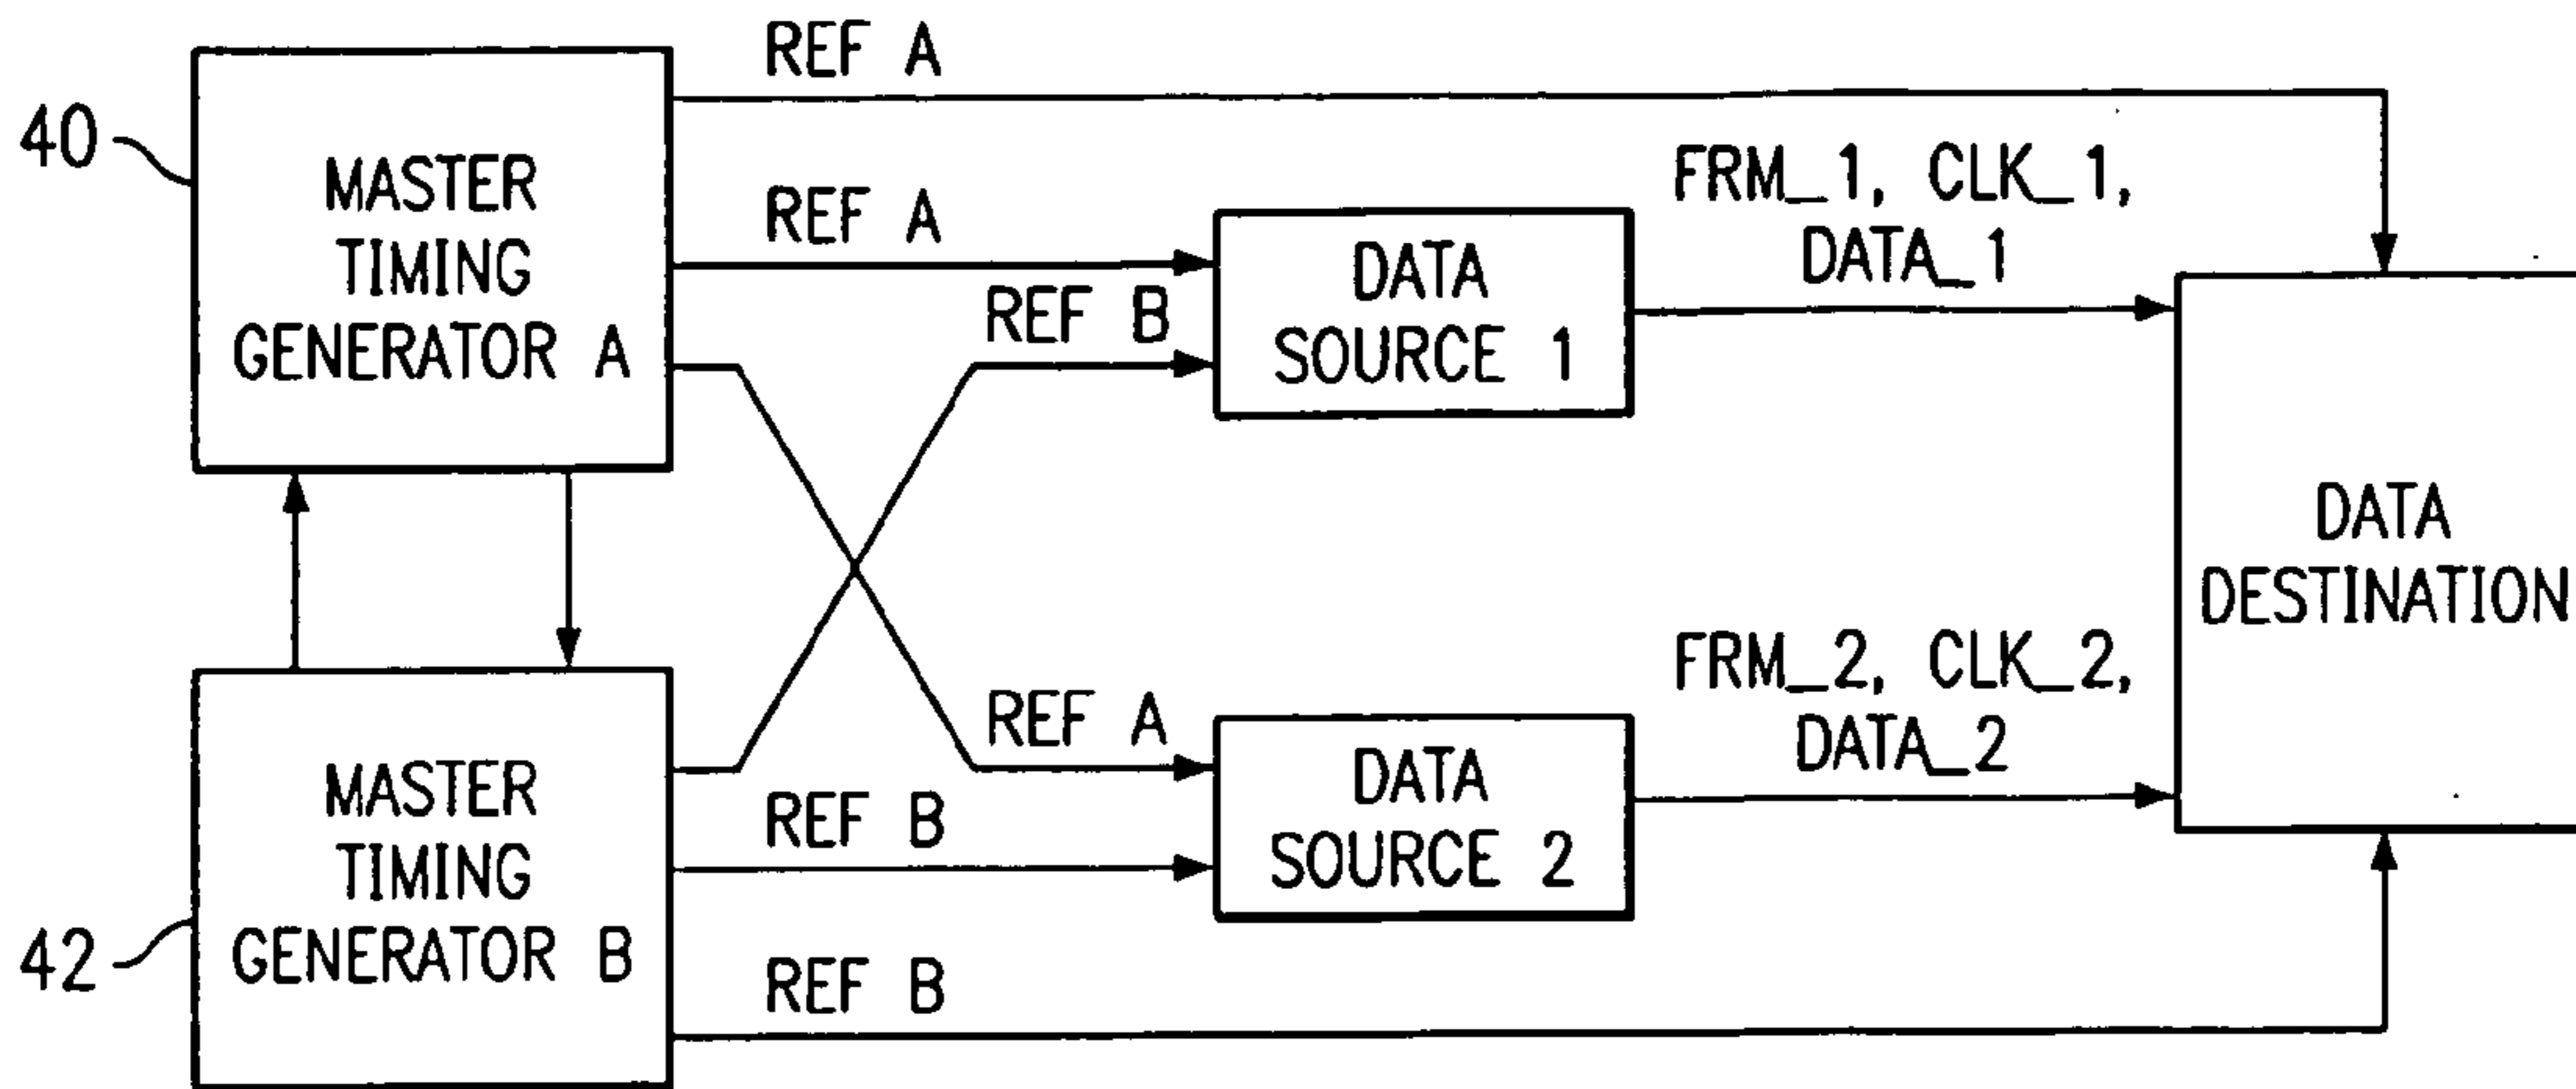 REF A
40
MASTER
TIMING
GENERATOR A
REF A
REF B
DATA
SOURCE 1
FRM_1, CLK_1,
DATA_1
DATA
DESTINATION
42
MASTER
TIMING
GENERATOR B
REF A
REF B
REF B
DATA
SOURCE 2
FRM_2, CLK_2,
DATA_2